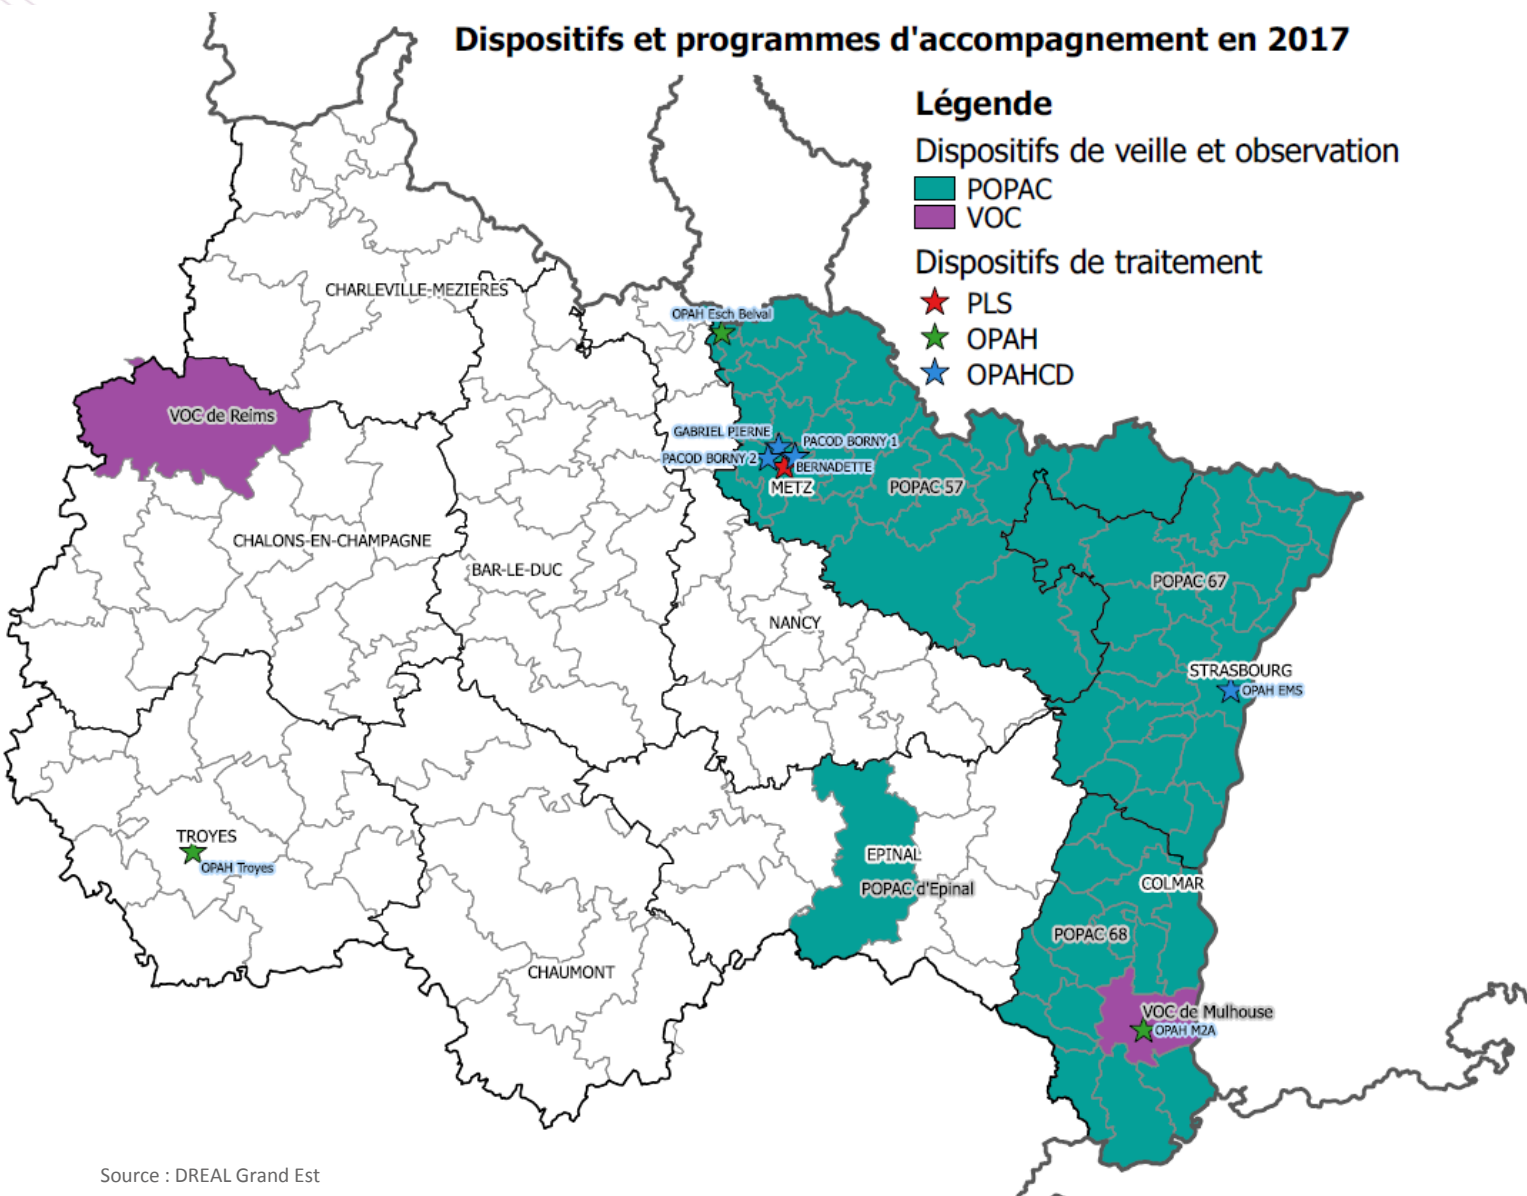 Dispositifs et programmes d'accompagnement en 2017
Légende
Dispositifs de veille et observation
POPAC
VOC
Dispositifs de traitement
PLS
OPAH
OPAHCD
CHARLEVILLE-MEZIERES
OPAH Esch Belval
VOC de Reims
GABRIEL PIERNE
PACOD BORNY 1
PACOD BORNY 2
BERNADETTE
METZ
POPAC 57
CHALONS-EN-CHAMPAGNE
BAR-LE-DUC
POPAC 67
NANCY
STRASBOURG
OPAH EMS
TROYES
OPAH Troyes
EPINAL
POPAC d'Epinal
COLMAR
POPAC 68
CHAUMONT
VOC de Mulhouse
OPAH M2A
Source : DREAL Grand Est